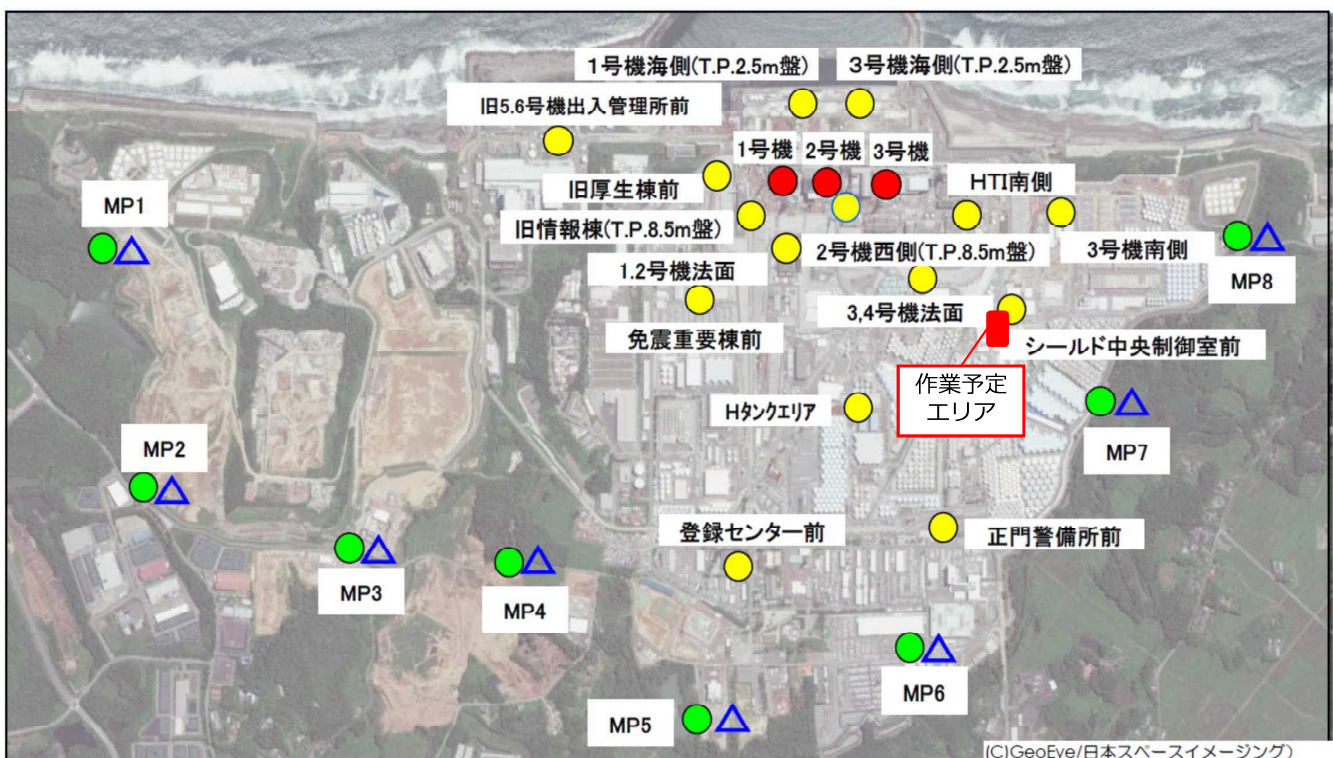 1号機海側(T.P.2.5m盤)
3号機海側(T.P.2.5m盤)
旧5.6号機出入管理所前
1号機
2号機
3号機
旧厚生棟前
HTI南側
MP1
旧情報棟(T.P.8.5m盤)
2号機西側(T.P.8.5m盤)
3号機南側
MP8
1.2号機法面
3,4号機法面
免震重要棟前
シールド中央制御室前
作業予定
エリア
Hタンクエリア
MP7
MP2
登録センター前
正門警備所前
MP3
MP4
MP6
MP5
(C)GeoEye/日本スペースイメージング)